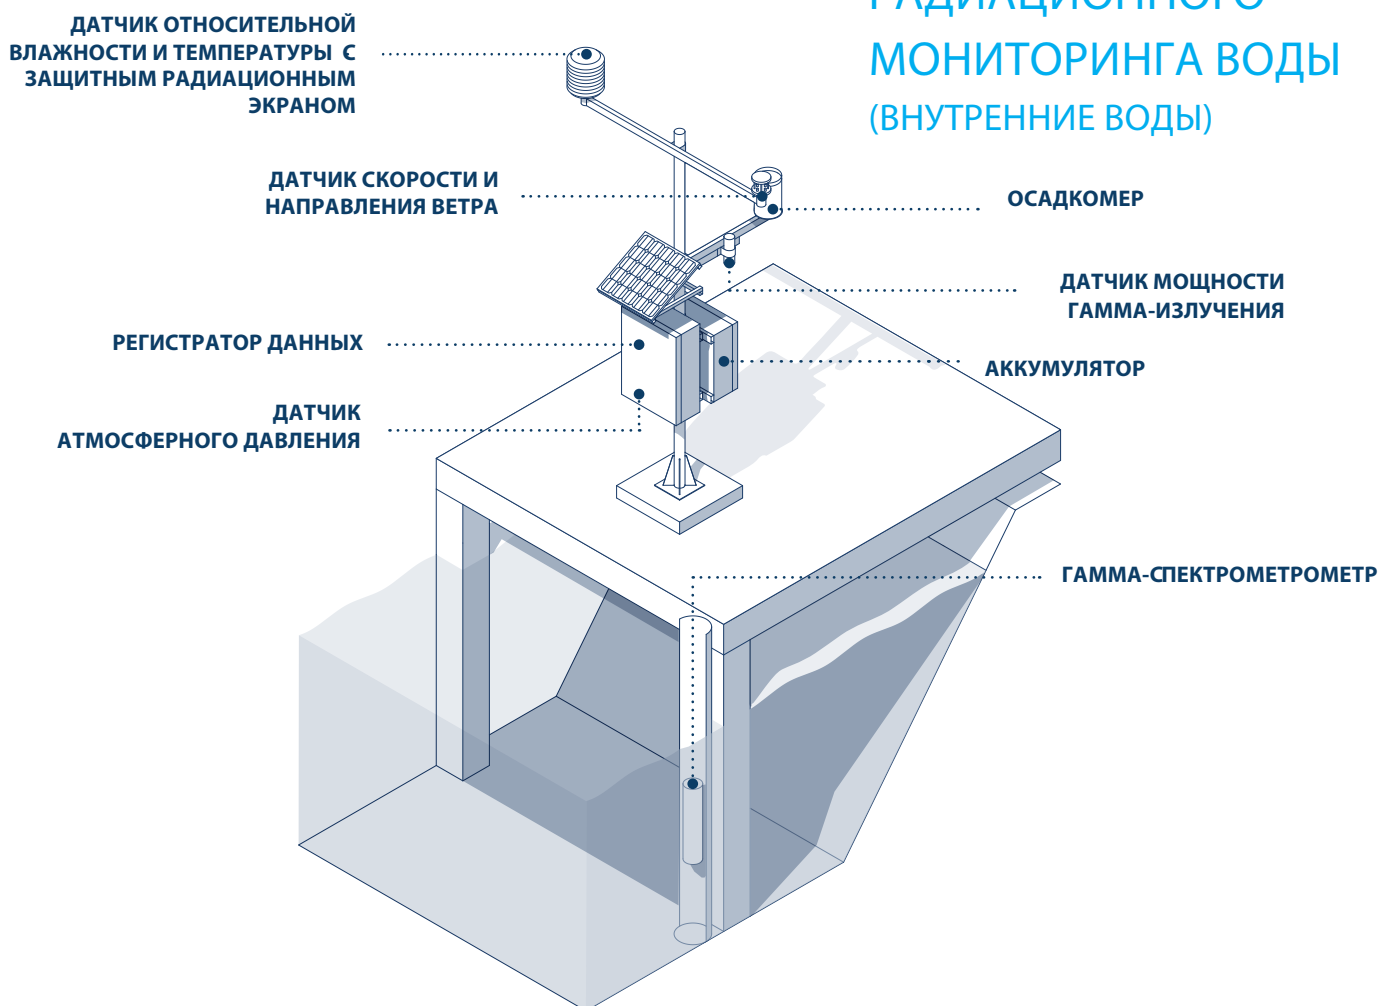 РАДИАЦИОННОГО
МОНИТОРИНГА ВОДЫ
(ВНУТРЕННИЕ ВОДЫ)
ДАТЧИК ОТНОСИТЕЛЬНОЙ
ВЛАЖНОСТИ И ТЕМПЕРАТУРЫ С
ЗАЩИТНЫМ РАДИАЦИОННЫМ
ЭКРАНОМ
ДАТЧИК СКОРОСТИ И
НАПРАВЛЕНИЯ ВЕТРА
ОСАДКОМЕР
ДАТЧИК МОЩНОСТИ
ГАММА-ИЗЛУЧЕНИЯ
РЕГИСТРАТОР ДАННЫХ
АККУМУЛЯТОР
ДАТЧИК
АТМОСФЕРНОГО ДАВЛЕНИЯ
ГАММА-СПЕКТРОМЕТРОМЕТР